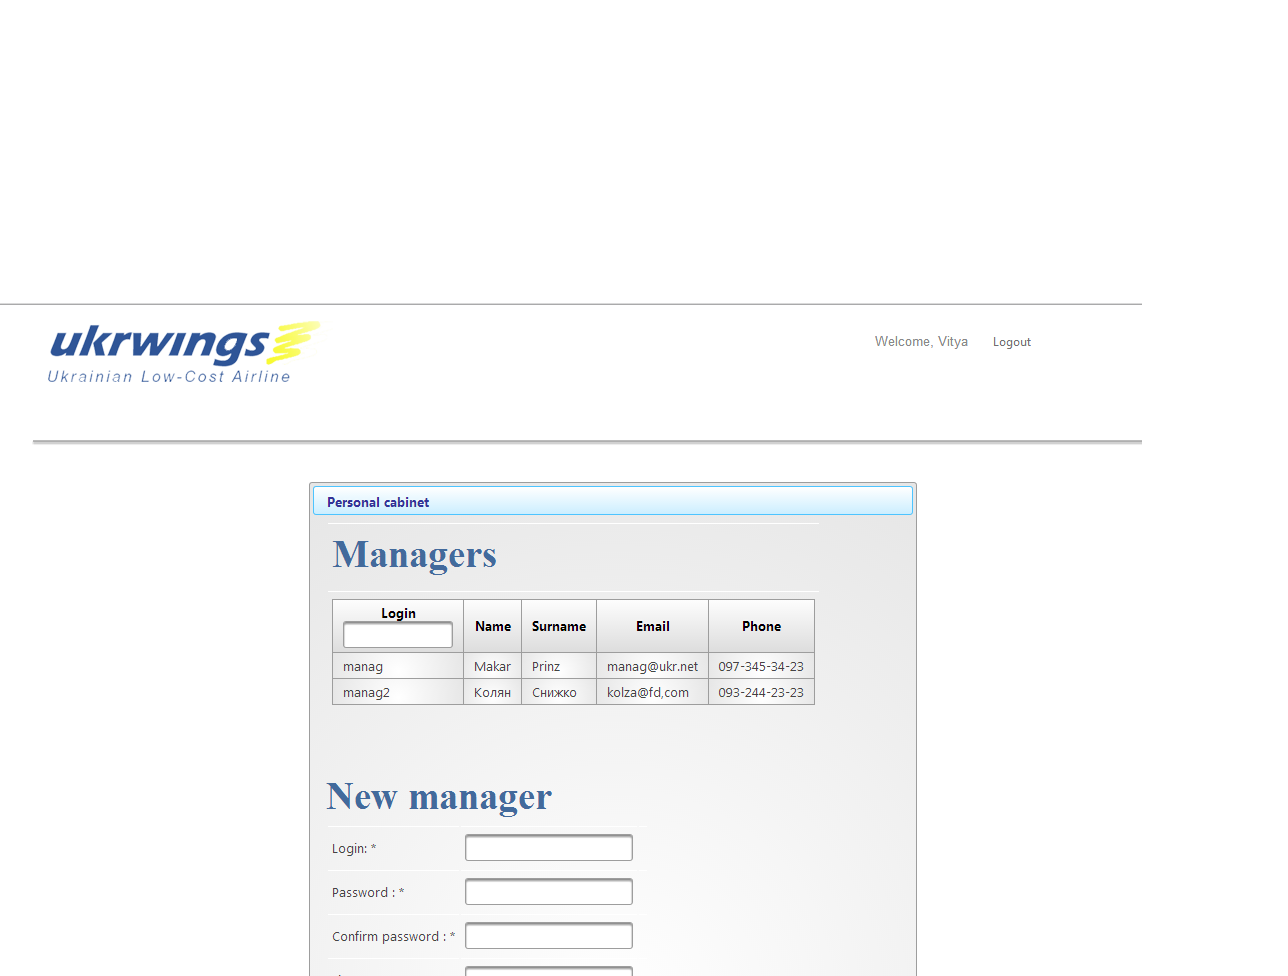 ukrwings
Ukrainian Low-Cost Airline
Welcome, Vitya Logout
Personal cabinet
Managers
Login Name Surname Email Phone
manag Makar Prinz manag@ukr.net 097-345-34-23
manag2 Колян Снижко kolza@fd,com 093-244-23-23
New manager
Login: *
Password : *
Confirm password : *